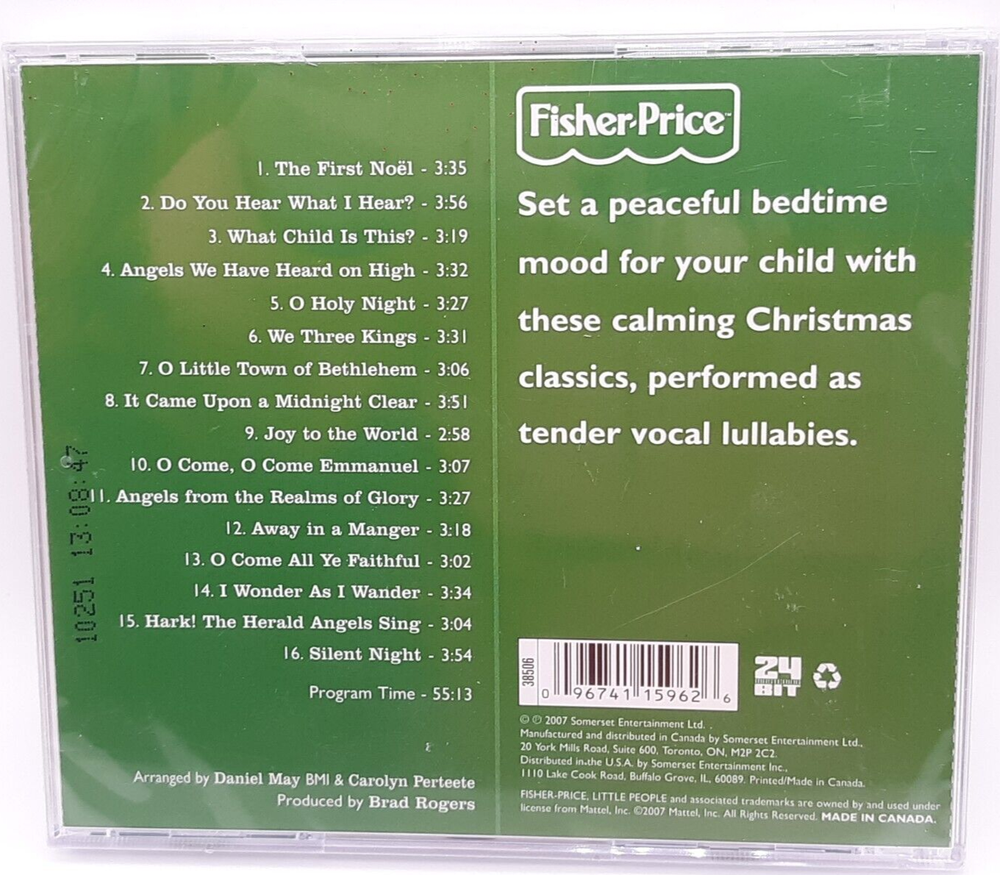 1. The First Noël - 3:35
2. Do You Hear What I Hear? - 3:56
3. What Child Is This? - 3:19
4. Angels We Have Heard on High - 3:32
5. O Holy Night - 3:27
6. We Three Kings - 3:31
7. O Little Town of Bethlehem - 3:06
8. It Came Upon a Midnight Clear - 3:51
9. Joy to the World - 2:58
10. O Come, O Come Emmanuel - 3:07
11. Angels from the Realms of Glory - 3:27
12. Away in a Manger - 3:18
13. O Come All Ye Faithful - 3:02
14. I Wonder As I Wander - 3:34
15. Hark! The Herald Angels Sing - 3:04
16. Silent Night - 3:54
Program Time - 55:13
Arranged by Daniel May BMI & Carolyn Perteete
Produced by Brad Rogers
10251 13:08:47
Fisher-Price™
Set a peaceful bedtime
mood for your child with
these calming Christmas
classics, performed as
tender vocal lullabies.
38506
0 96741 15962 6
24
BIT
© ℗ 2007 Somerset Entertainment Ltd.
Manufactured and distributed in Canada by Somerset Entertainment Ltd.,
20 York Mills Road, Suite 600, Toronto, ON, M2P 2C2.
Distributed in the U.S.A. by Somerset Entertainment Inc.,
1110 Lake Cook Road, Buffalo Grove, IL, 60089. Printed/Made in Canada.
FISHER-PRICE, LITTLE PEOPLE and associated trademarks are owned by and used under
license from Mattel, Inc. ©2007 Mattel, Inc. All Rights Reserved. MADE IN CANADA.